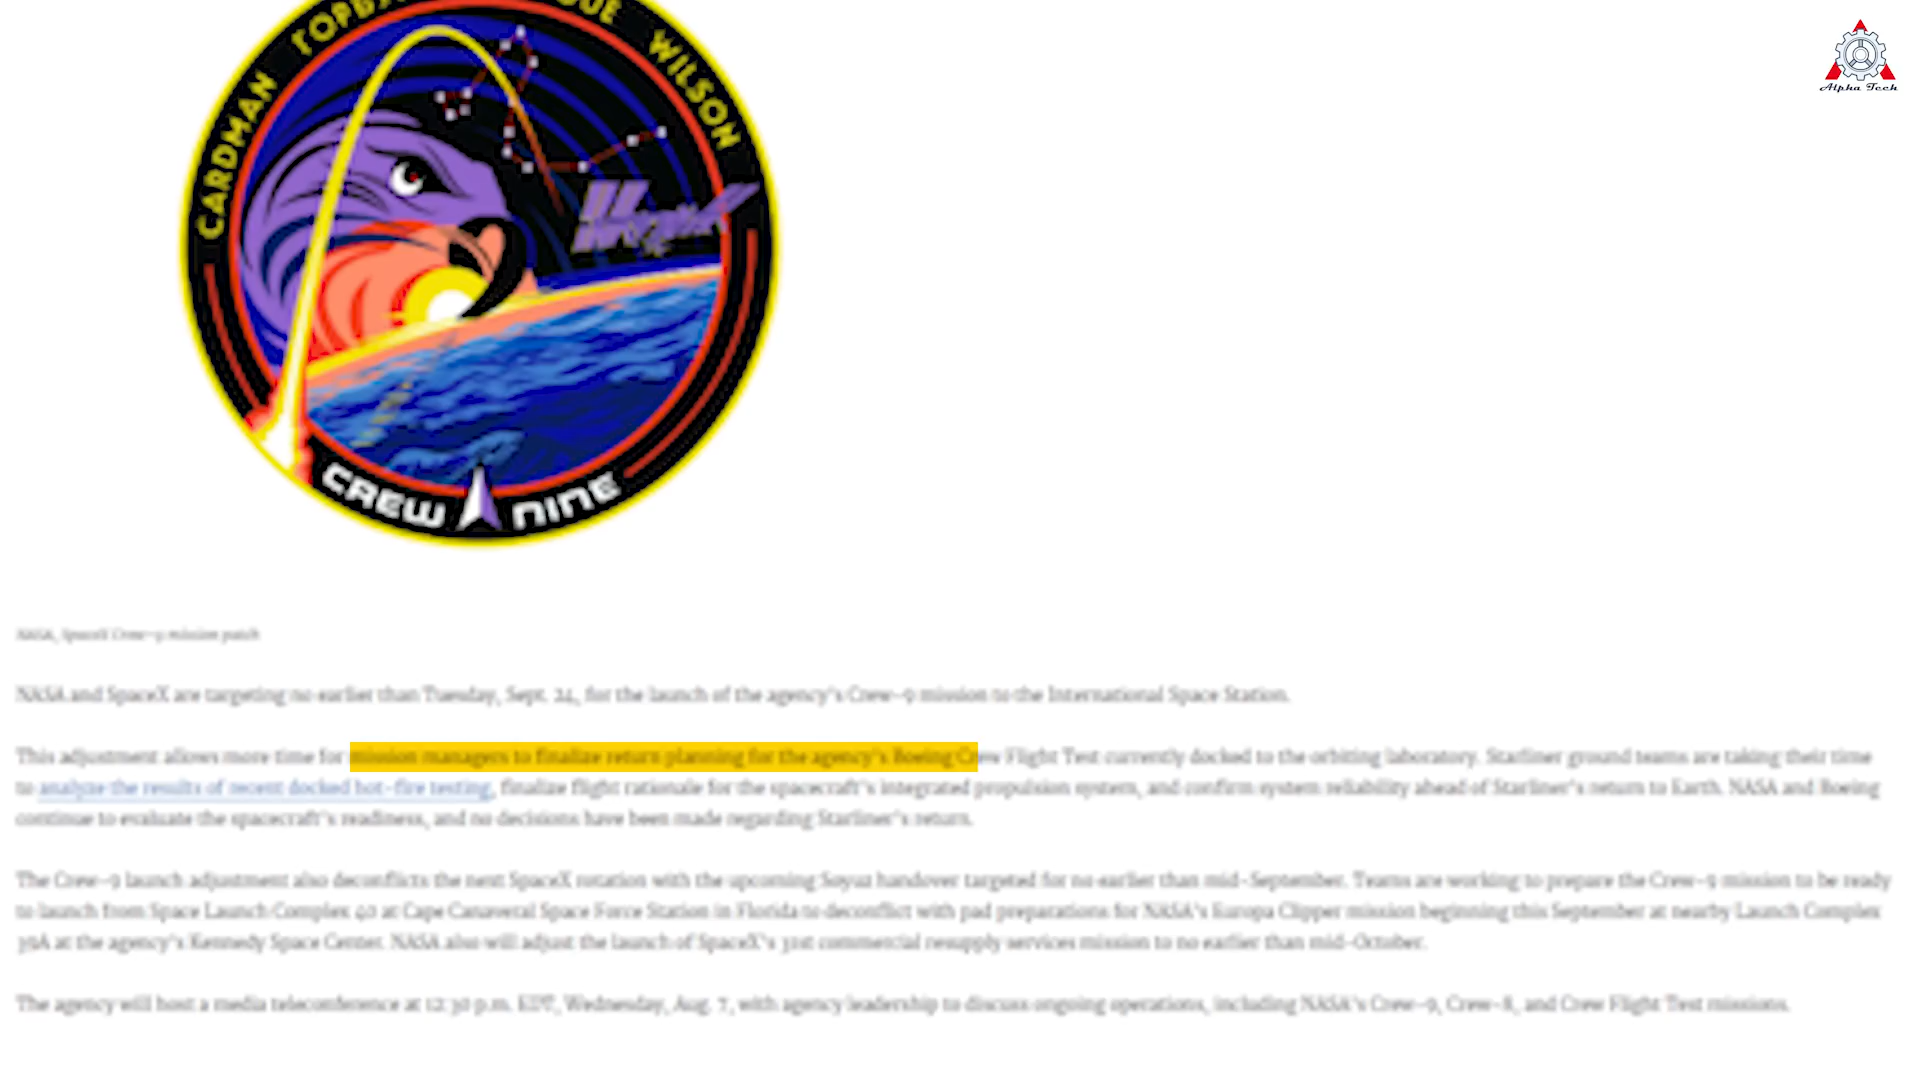 CARDMAN ГОРБ
WILSON
Alpha Tech
CREW NINE
NASA, SpaceX Crew-9 mission patch
NASA and SpaceX are targeting no earlier than Tuesday, Sept. 24, for the launch of the agency's Crew-9 mission to the International Space Station.
This adjustment allows more time for mission managers to finalize return planning for the agency's Boeing Crew Flight Test currently docked to the orbiting laboratory. Starliner ground teams are taking their time
to analyze the results of recent docked hot-fire testing, finalize flight rationale for the spacecraft's integrated propulsion system, and confirm system reliability ahead of Starliner's return to Earth. NASA and Boeing
continue to evaluate the spacecraft's readiness, and no decisions have been made regarding Starliner's return.
The Crew-9 launch adjustment also deconflicts the next SpaceX rotation with the upcoming Soyuz handover targeted for no earlier than mid-September. Teams are working to prepare the Crew-9 mission to be ready
to launch from Space Launch Complex 40 at Cape Canaveral Space Force Station in Florida to deconflict with pad preparations for NASA's Europa Clipper mission beginning this September at nearby Launch Complex
39A at the agency's Kennedy Space Center. NASA also will adjust the launch of SpaceX's 31st commercial resupply services mission to no earlier than mid-October.
The agency will host a media teleconference at 12:30 p.m. EDT, Wednesday, Aug. 7, with agency leadership to discuss ongoing operations, including NASA's Crew-9, Crew-8, and Crew Flight Test missions.